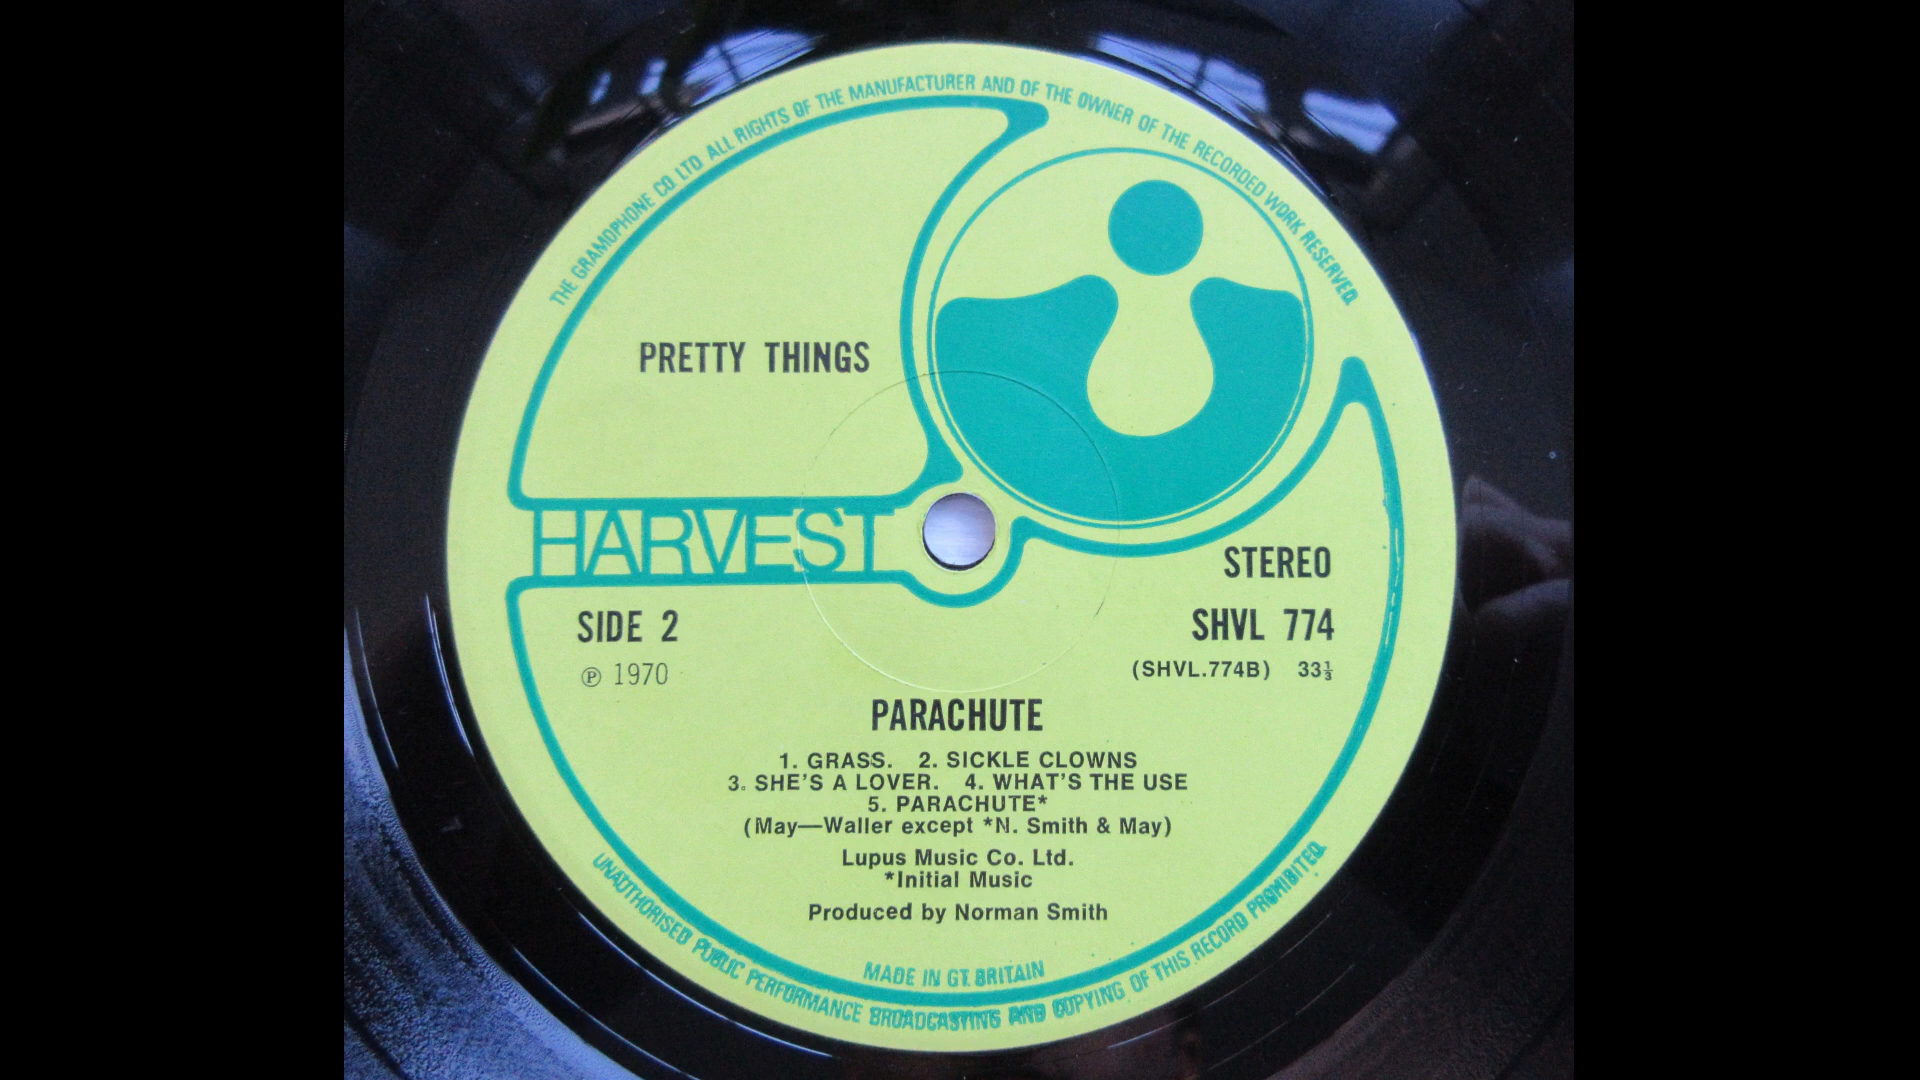 THE GRAMOPHONE CO. LTD. ALL RIGHTS OF THE MANUFACTURER AND OF THE OWNER OF THE RECORDED WORK RESERVED.
PRETTY THINGS
HARVEST
STEREO
SIDE 2
SHVL 774
℗ 1970
(SHVL.774B) 33⅓
PARACHUTE
1. GRASS. 2. SICKLE CLOWNS
3. SHE'S A LOVER. 4. WHAT'S THE USE
5. PARACHUTE*
(May—Waller except *N. Smith & May)
Lupus Music Co. Ltd.
*Initial Music
Produced by Norman Smith
MADE IN GT. BRITAIN
UNAUTHORISED PUBLIC PERFORMANCE BROADCASTING AND COPYING OF THIS RECORD PROHIBITED.